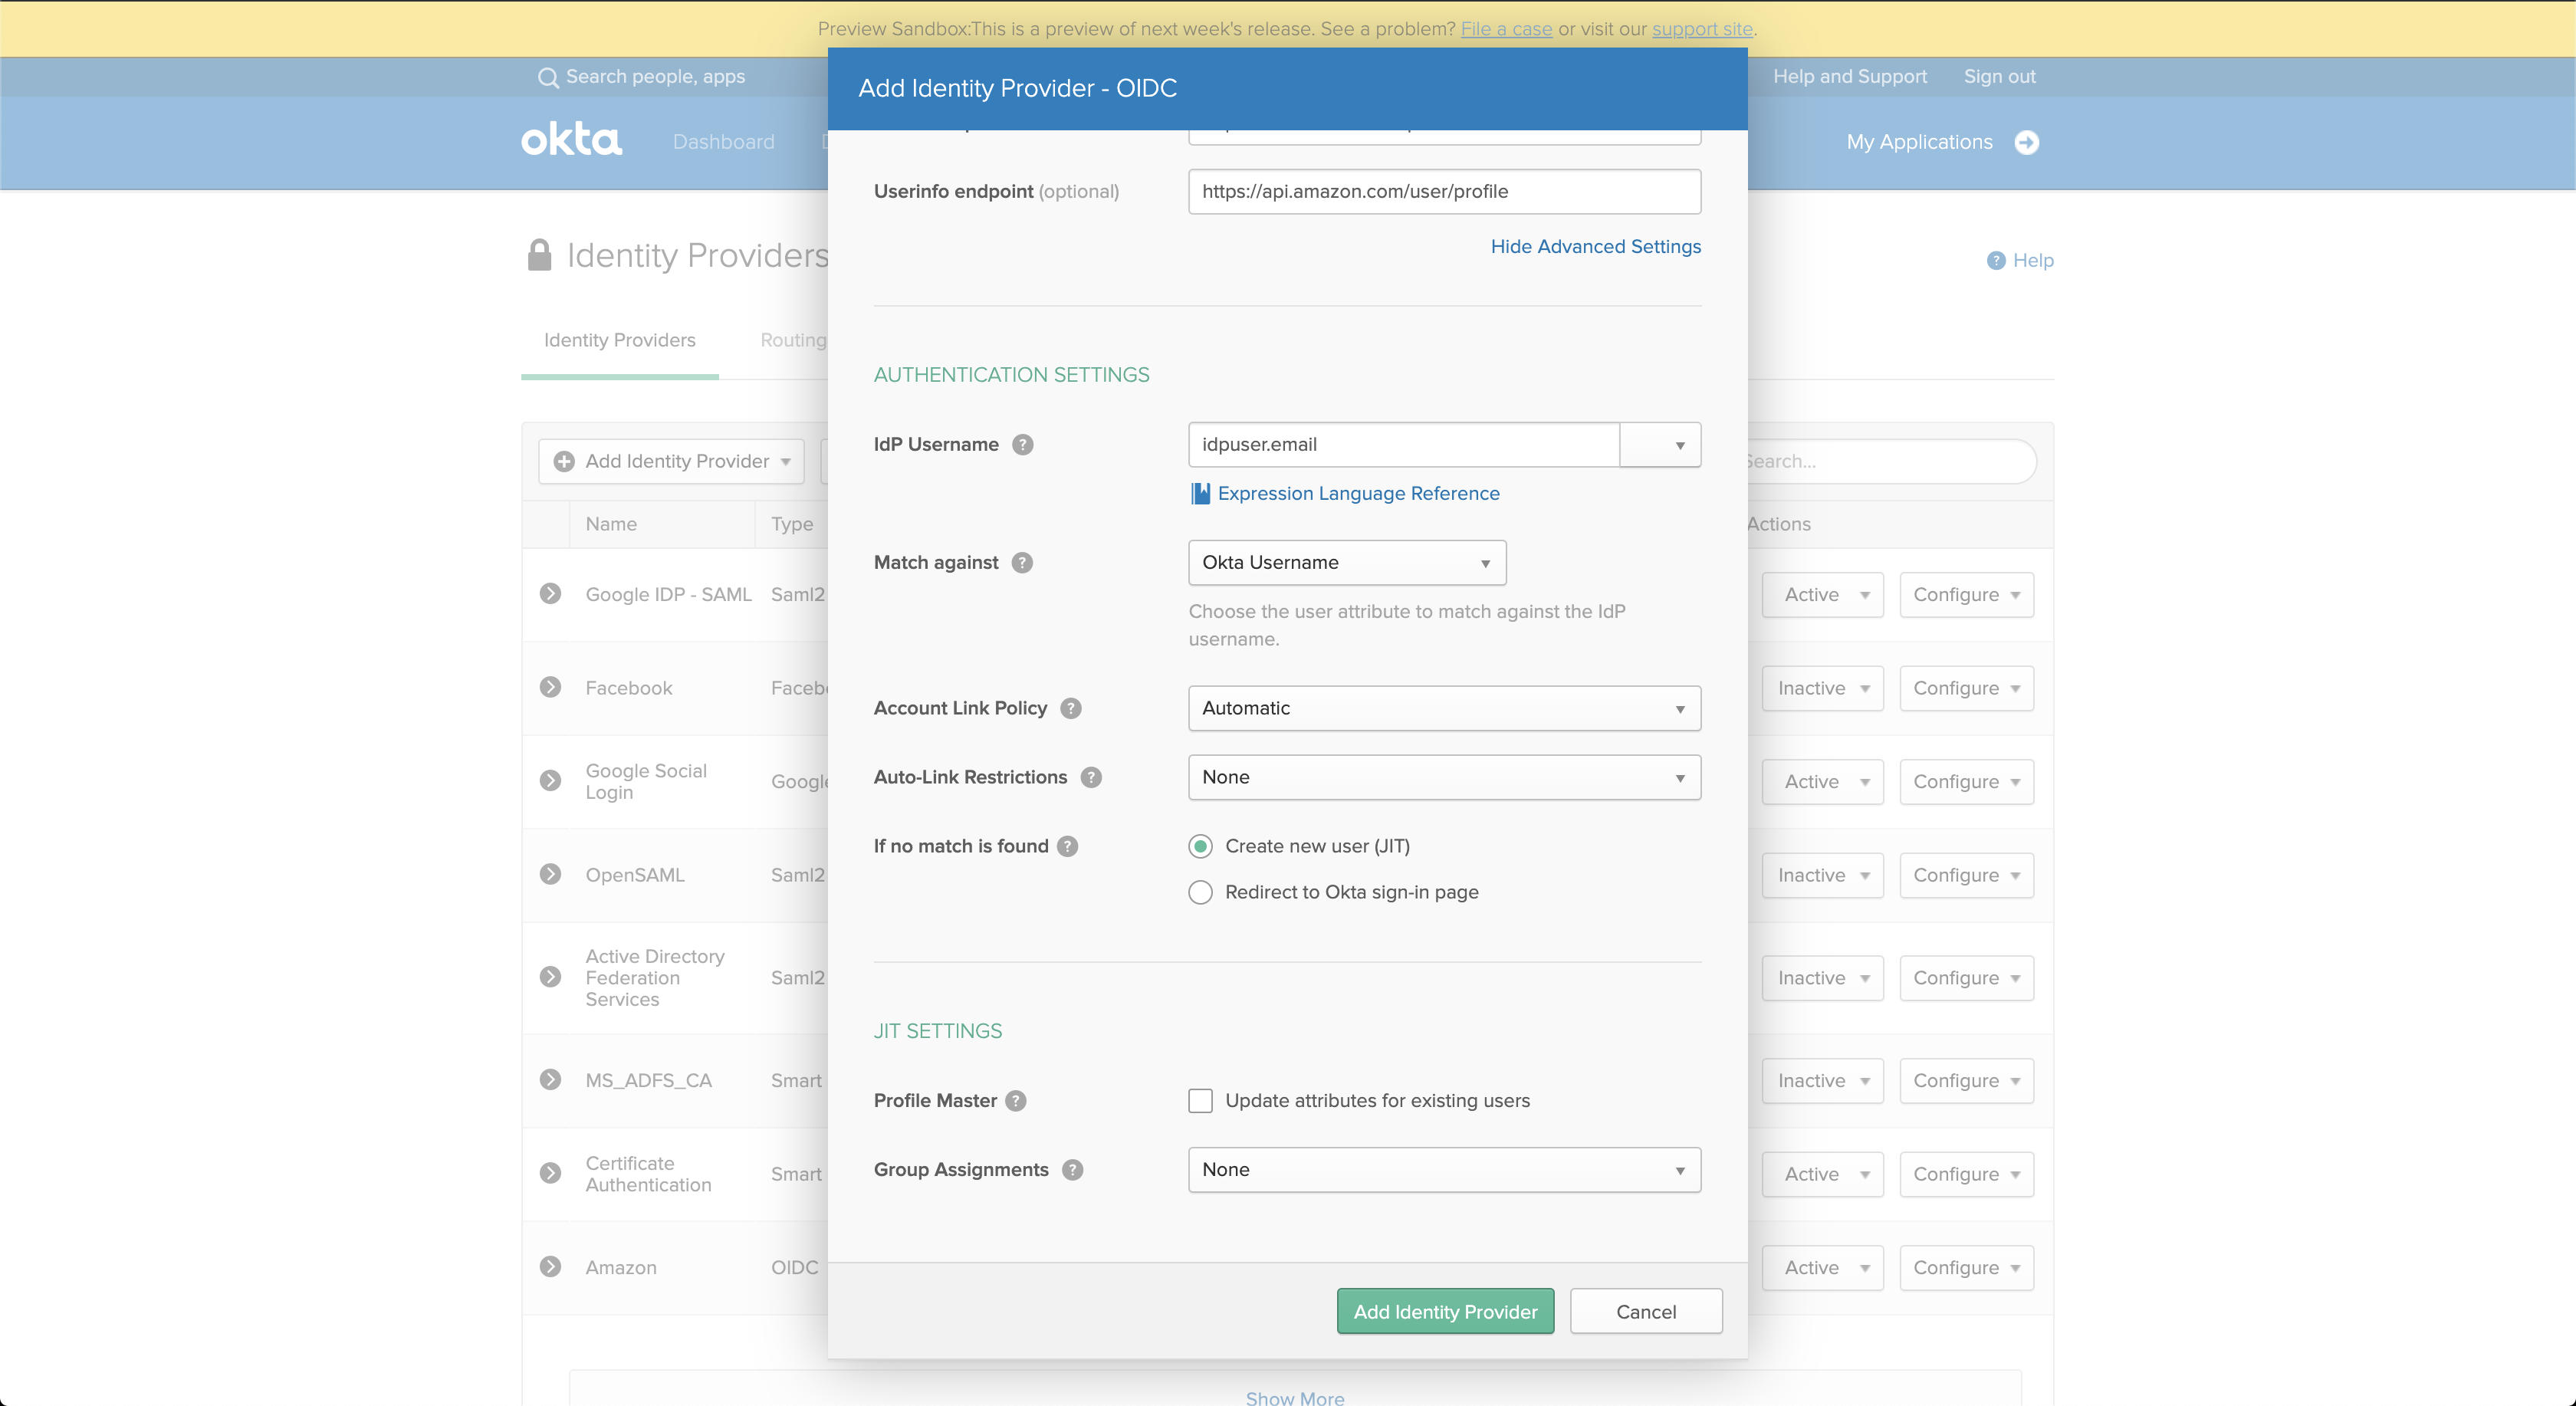 Preview Sandbox:This is a preview of next week's release. See a problem? File a case or visit our support site.
Search people, apps
Help and Support Sign out
okta Dashboard
My Applications
Add Identity Provider - OIDC
Userinfo endpoint (optional) https://api.amazon.com/user/profile
Hide Advanced Settings
Identity Providers
Help
Identity Providers Routing
AUTHENTICATION SETTINGS
IdP Username ? idpuser.email
Expression Language Reference
Match against ? Okta Username
Choose the user attribute to match against the IdP
username.
Account Link Policy ? Automatic
Auto-Link Restrictions ? None
If no match is found ? Create new user (JIT)
Redirect to Okta sign-in page
JIT SETTINGS
Profile Master ? Update attributes for existing users
Group Assignments ? None
Add Identity Provider Cancel
Add Identity Provider
Search...
Name Type Actions
Google IDP - SAML Saml2 Active Configure
Facebook Faceb Inactive Configure
Google Social
Login
Google Active Configure
OpenSAML Saml2 Inactive Configure
Active Directory
Federation
Services
Saml2 Inactive Configure
MS_ADFS_CA Smart Inactive Configure
Certificate
Authentication
Smart Active Configure
Amazon OIDC Active Configure
Show More